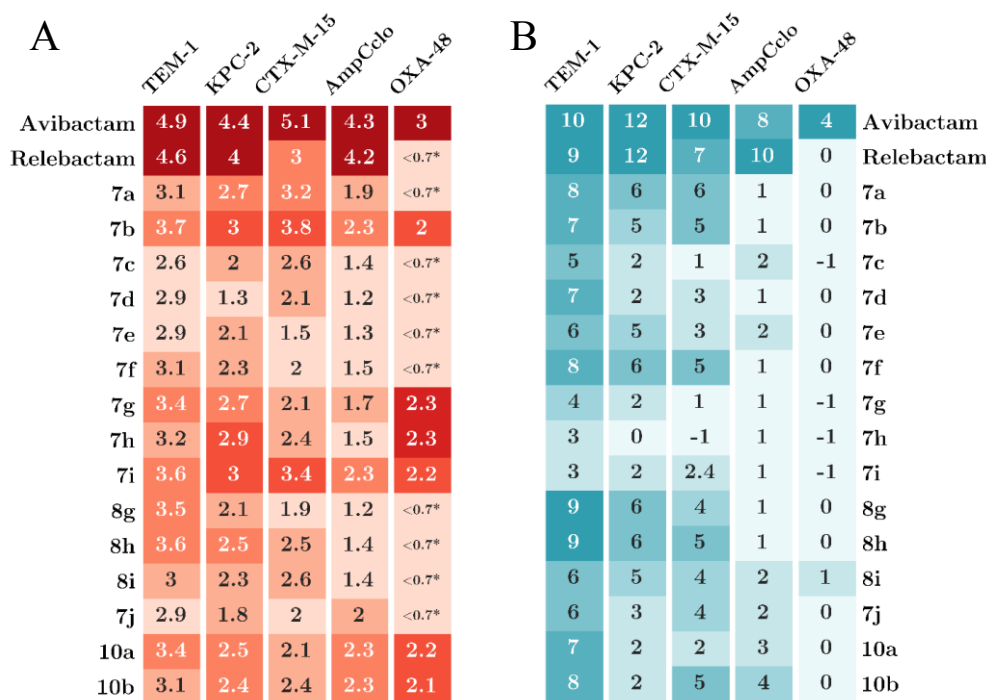 A B
TEM-1 KPC-2 CTX-M-15 AmpCclo OXA-48 TEM-1 KPC-2 CTX-M-15 AmpCclo OXA-48
Avibactam 4.9 4.4 5.1 4.3 3 10 12 10 8 4 Avibactam
Relebactam 4.6 4 3 4.2 <0.7* 9 12 7 10 0 Relebactam
7a 3.1 2.7 3.2 1.9 <0.7* 8 6 6 1 0 7a
7b 3.7 3 3.8 2.3 2 7 5 5 1 0 7b
7c 2.6 2 2.6 1.4 <0.7* 5 2 1 2 -1 7c
7d 2.9 1.3 2.1 1.2 <0.7* 7 2 3 1 0 7d
7e 2.9 2.1 1.5 1.3 <0.7* 6 5 3 2 0 7e
7f 3.1 2.3 2 1.5 <0.7* 8 6 5 1 0 7f
7g 3.4 2.7 2.1 1.7 2.3 4 2 1 1 -1 7g
7h 3.2 2.9 2.4 1.5 2.3 3 0 -1 1 -1 7h
7i 3.6 3 3.4 2.3 2.2 3 2 2.4 1 -1 7i
8g 3.5 2.1 1.9 1.2 <0.7* 9 6 4 1 0 8g
8h 3.6 2.5 2.5 1.4 <0.7* 9 6 5 1 0 8h
8i 3 2.3 2.6 1.4 <0.7* 6 5 4 2 1 8i
7j 2.9 1.8 2 2 <0.7* 6 3 4 2 0 7j
10a 3.4 2.5 2.1 2.3 2.2 7 2 2 3 0 10a
10b 3.1 2.4 2.4 2.3 2.1 8 2 5 4 0 10b